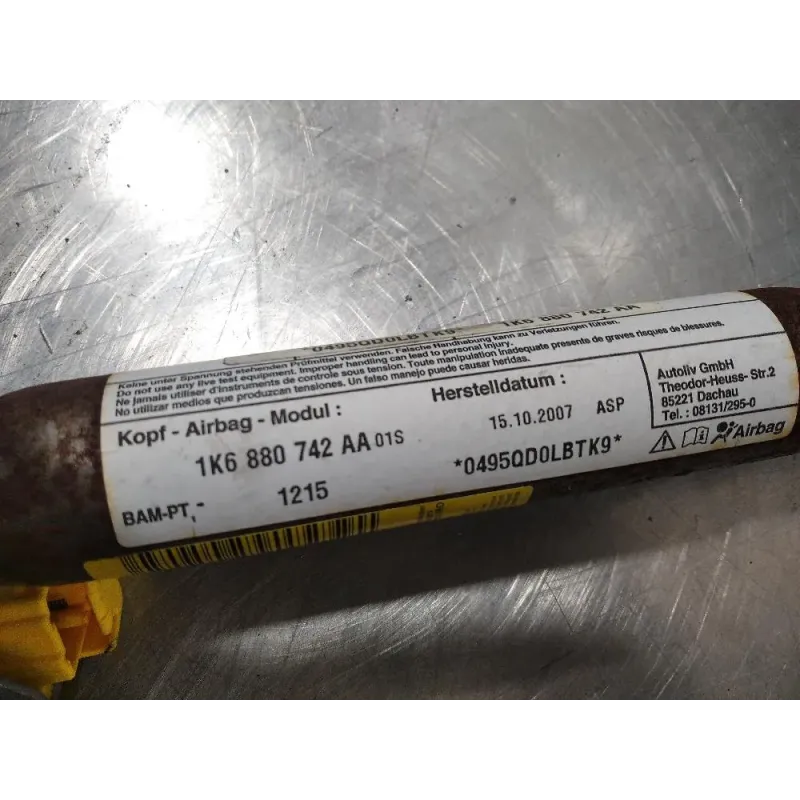 *0495QD0LBTK9* 1K6 880 742 AA
Keine unter Spannung stehenden Prüfmittel verwenden. Falsche Handhabung kann zu Verletzungen führen.
Do not use any live test equipment. Improper handling can lead to personal injury.
Ne jamais utiliser d'instruments de controle sous tension. Toute manipulation inadequate presente de graves risques de blessures.
No utilizar medios que produzcan tensiones. Un falso manejo puede causar heridas.
Kopf - Airbag - Modul :
1K6 880 742 AA 01S
BAM-PT,- 1215
Herstelldatum :
15.10.2007 ASP
*0495QD0LBTK9*
Autoliv GmbH
Theodor-Heuss- Str.2
85221 Dachau
Tel. : 08131/295-0
Airbag